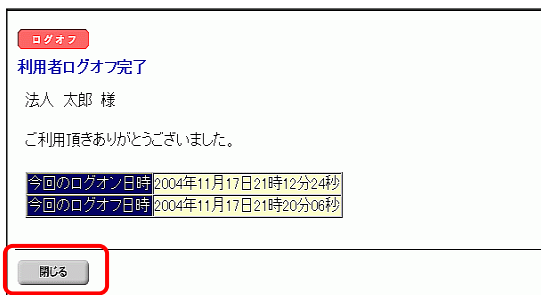 ログオフ
利用者ログオフ完了
法人 太郎 様
ご利用頂きありがとうございました。
今回のログオン日時 2004年11月17日21時12分24秒
今回のログオフ日時 2004年11月17日21時20分06秒
閉じる